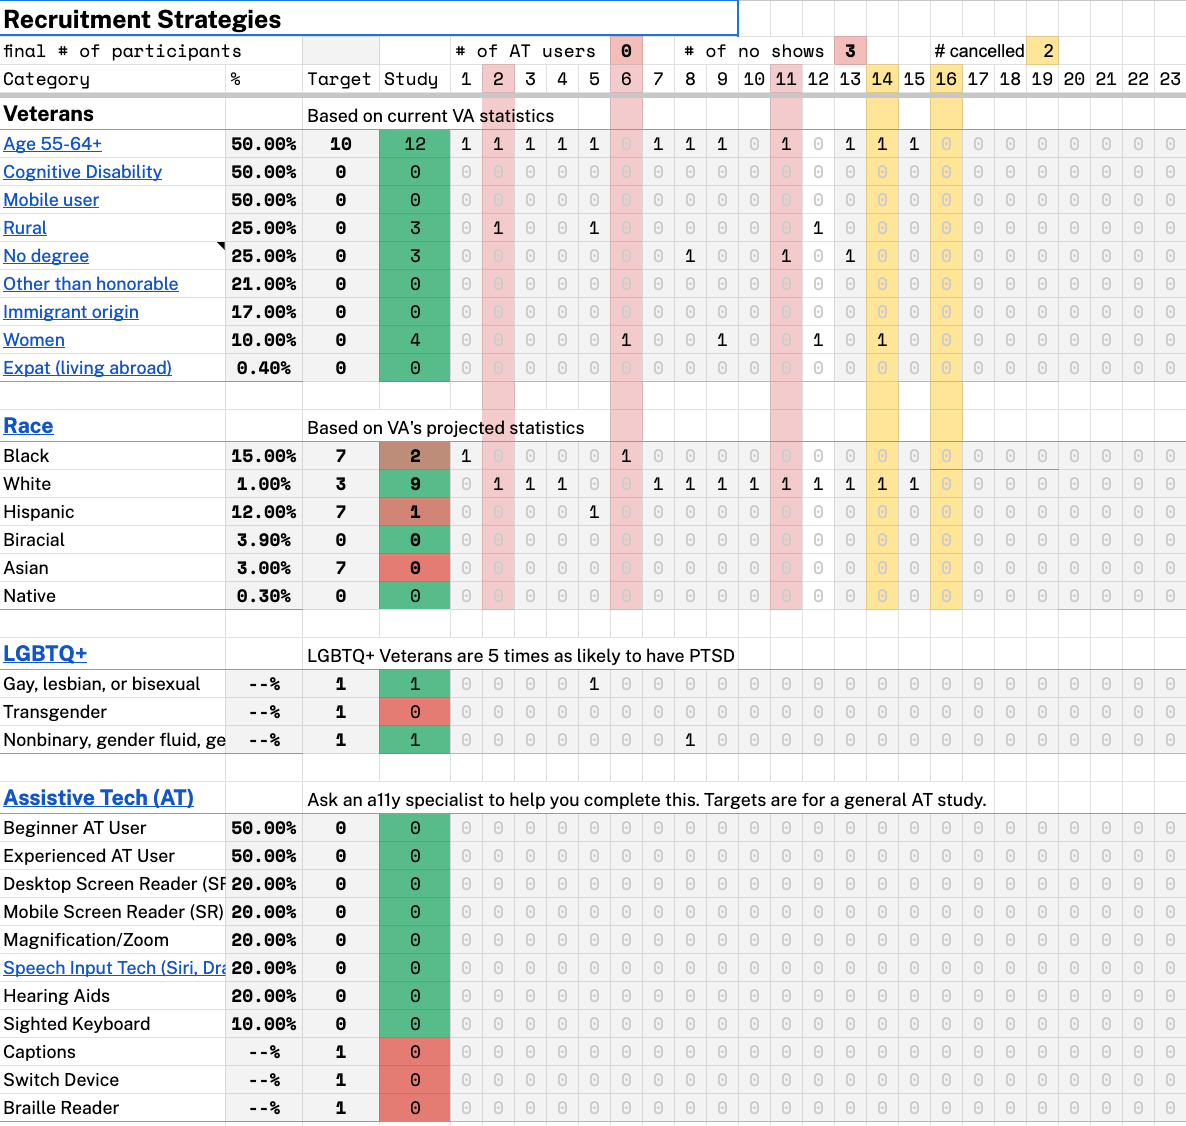 Recruitment Strategies
final # of participants # of AT users 0 # of no shows 3 # cancelled 2
Category % Target Study 1 2 3 4 5 6 7 8 9 10 11 12 13 14 15 16 17 18 19 20 21 22 23
Veterans Based on current VA statistics
Age 55-64+ 50.00% 10 12 1 1 1 1 1 0 1 1 1 0 1 0 1 1 1 0 0 0 0 0 0 0 0
Cognitive Disability 50.00% 0 0 0 0 0 0 0 0 0 0 0 0 0 0 0 0 0 0 0 0 0 0 0 0 0
Mobile user 50.00% 0 0 0 0 0 0 0 0 0 0 0 0 0 0 0 0 0 0 0 0 0 0 0 0 0
Rural 25.00% 0 3 0 1 0 0 1 0 0 0 0 0 0 1 0 0 0 0 0 0 0 0 0 0 0
No degree 25.00% 0 3 0 0 0 0 0 0 0 1 0 0 1 0 1 0 0 0 0 0 0 0 0 0 0
Other than honorable 21.00% 0 0 0 0 0 0 0 0 0 0 0 0 0 0 0 0 0 0 0 0 0 0 0 0 0
Immigrant origin 17.00% 0 0 0 0 0 0 0 0 0 0 0 0 0 0 0 0 0 0 0 0 0 0 0 0 0
Women 10.00% 0 4 0 0 0 0 0 1 0 0 1 0 0 1 0 1 0 0 0 0 0 0 0 0 0
Expat (living abroad) 0.40% 0 0 0 0 0 0 0 0 0 0 0 0 0 0 0 0 0 0 0 0 0 0 0 0 0
Race Based on VA's projected statistics
Black 15.00% 7 2 1 0 0 0 0 1 0 0 0 0 0 0 0 0 0 0 0 0 0 0 0 0 0
White 1.00% 3 9 0 1 1 1 0 0 1 1 1 1 1 1 1 1 1 0 0 0 0 0 0 0 0
Hispanic 12.00% 7 1 0 0 0 0 1 0 0 0 0 0 0 0 0 0 0 0 0 0 0 0 0 0 0
Biracial 3.90% 0 0 0 0 0 0 0 0 0 0 0 0 0 0 0 0 0 0 0 0 0 0 0 0 0
Asian 3.00% 7 0 0 0 0 0 0 0 0 0 0 0 0 0 0 0 0 0 0 0 0 0 0 0 0
Native 0.30% 0 0 0 0 0 0 0 0 0 0 0 0 0 0 0 0 0 0 0 0 0 0 0 0 0
LGBTQ+ LGBTQ+ Veterans are 5 times as likely to have PTSD
Gay, lesbian, or bisexual --% 1 1 0 0 0 0 1 0 0 0 0 0 0 0 0 0 0 0 0 0 0 0 0 0 0
Transgender --% 1 0 0 0 0 0 0 0 0 0 0 0 0 0 0 0 0 0 0 0 0 0 0 0 0
Nonbinary, gender fluid, ge --% 1 1 0 0 0 0 0 0 0 1 0 0 0 0 0 0 0 0 0 0 0 0 0 0 0
Assistive Tech (AT) Ask an a11y specialist to help you complete this. Targets are for a general AT study.
Beginner AT User 50.00% 0 0 0 0 0 0 0 0 0 0 0 0 0 0 0 0 0 0 0 0 0 0 0 0 0
Experienced AT User 50.00% 0 0 0 0 0 0 0 0 0 0 0 0 0 0 0 0 0 0 0 0 0 0 0 0 0
Desktop Screen Reader (SR 20.00% 0 0 0 0 0 0 0 0 0 0 0 0 0 0 0 0 0 0 0 0 0 0 0 0 0
Mobile Screen Reader (SR) 20.00% 0 0 0 0 0 0 0 0 0 0 0 0 0 0 0 0 0 0 0 0 0 0 0 0 0
Magnification/Zoom 20.00% 0 0 0 0 0 0 0 0 0 0 0 0 0 0 0 0 0 0 0 0 0 0 0 0 0
Speech Input Tech (Siri, Dra 20.00% 0 0 0 0 0 0 0 0 0 0 0 0 0 0 0 0 0 0 0 0 0 0 0 0 0
Hearing Aids 20.00% 0 0 0 0 0 0 0 0 0 0 0 0 0 0 0 0 0 0 0 0 0 0 0 0 0
Sighted Keyboard 10.00% 0 0 0 0 0 0 0 0 0 0 0 0 0 0 0 0 0 0 0 0 0 0 0 0 0
Captions --% 1 0 0 0 0 0 0 0 0 0 0 0 0 0 0 0 0 0 0 0 0 0 0 0 0
Switch Device --% 1 0 0 0 0 0 0 0 0 0 0 0 0 0 0 0 0 0 0 0 0 0 0 0 0
Braille Reader --% 1 0 0 0 0 0 0 0 0 0 0 0 0 0 0 0 0 0 0 0 0 0 0 0 0